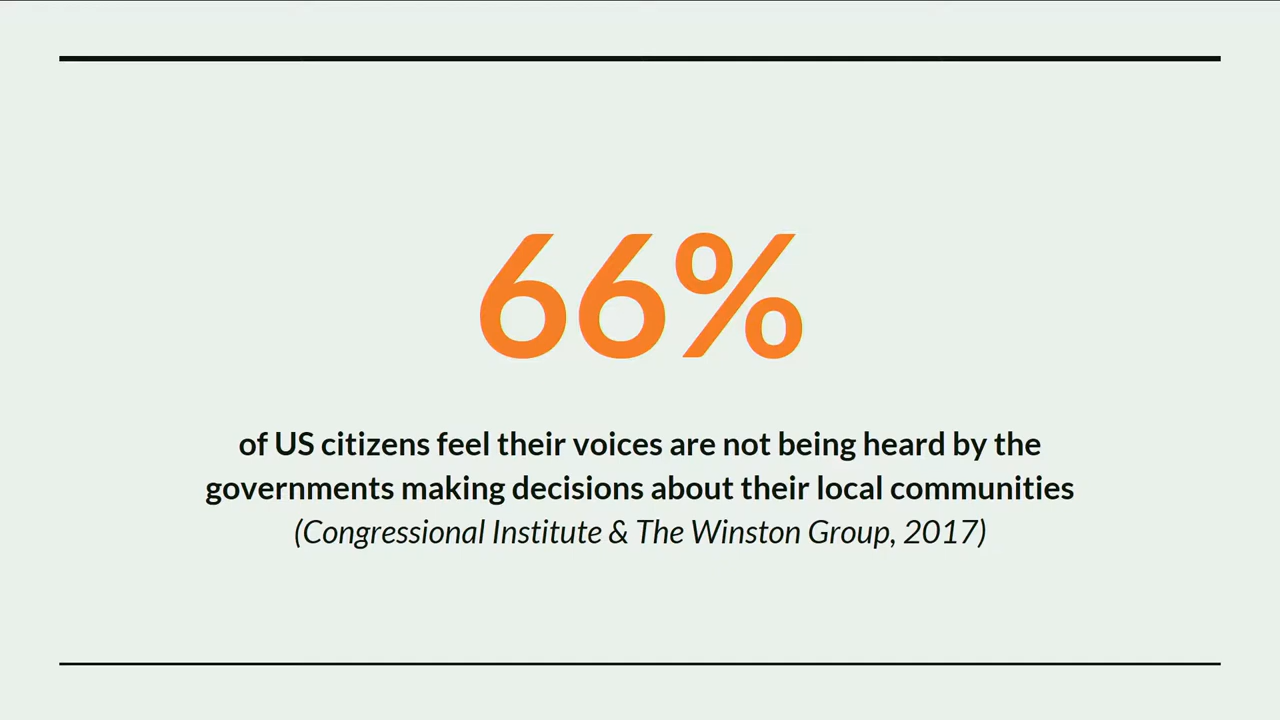 66%
of US citizens feel their voices are not being heard by the
governments making decisions about their local communities
(Congressional Institute & The Winston Group, 2017)